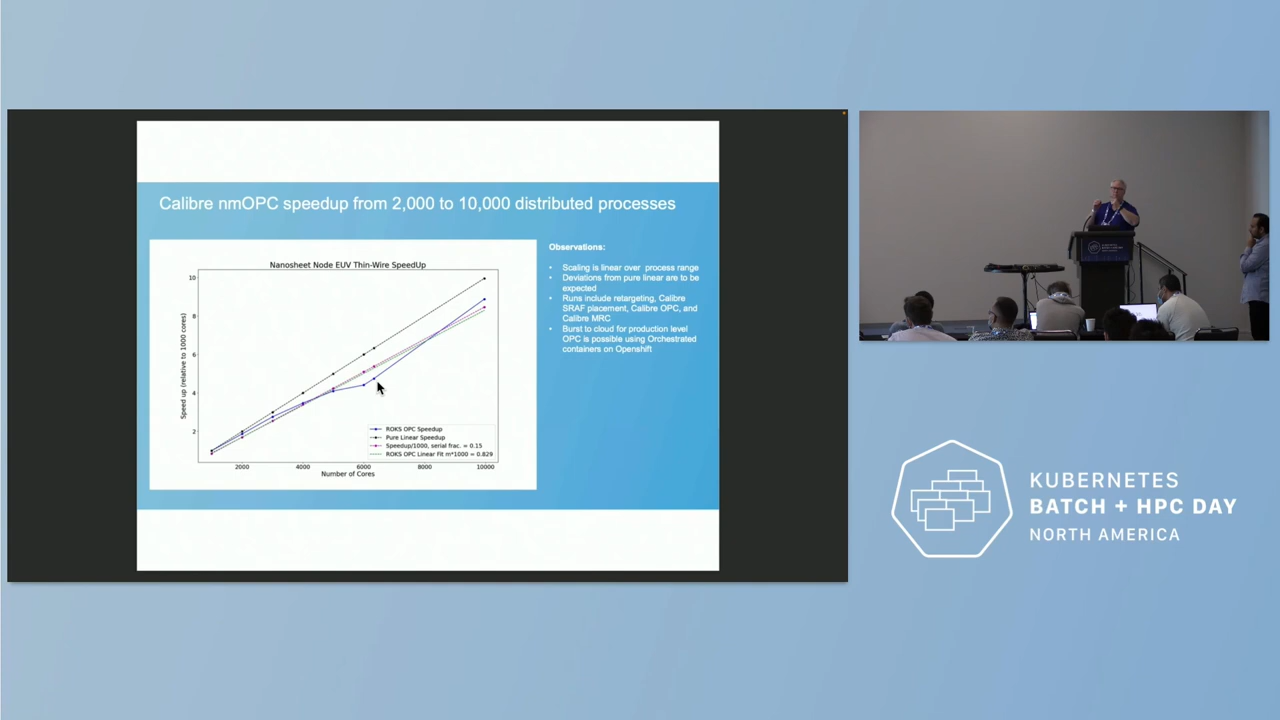 Calibre nmOPC speedup from 2,000 to 10,000 distributed processes
Nanosheet Node EUV Thin-Wire SpeedUp
Speed up (relative to 1000 cores)
10
8
6
4
2
2000
4000
6000
8000
10000
Number of Cores
ROKS OPC Speedup
Pure Linear Speedup
Speedup/1000, serial frac. = 0.15
ROKS OPC Linear Fit m*1000 = 0.829
Observations:
• Scaling is linear over process range
• Deviations from pure linear are to be
expected
• Runs include retargeting, Calibre
SRAF placement, Calibre OPC, and
Calibre MRC
• Burst to cloud for production level
OPC is possible using Orchestrated
containers on Openshift
KUBERNETES
BATCH + HPC DAY
NORTH AMERICA